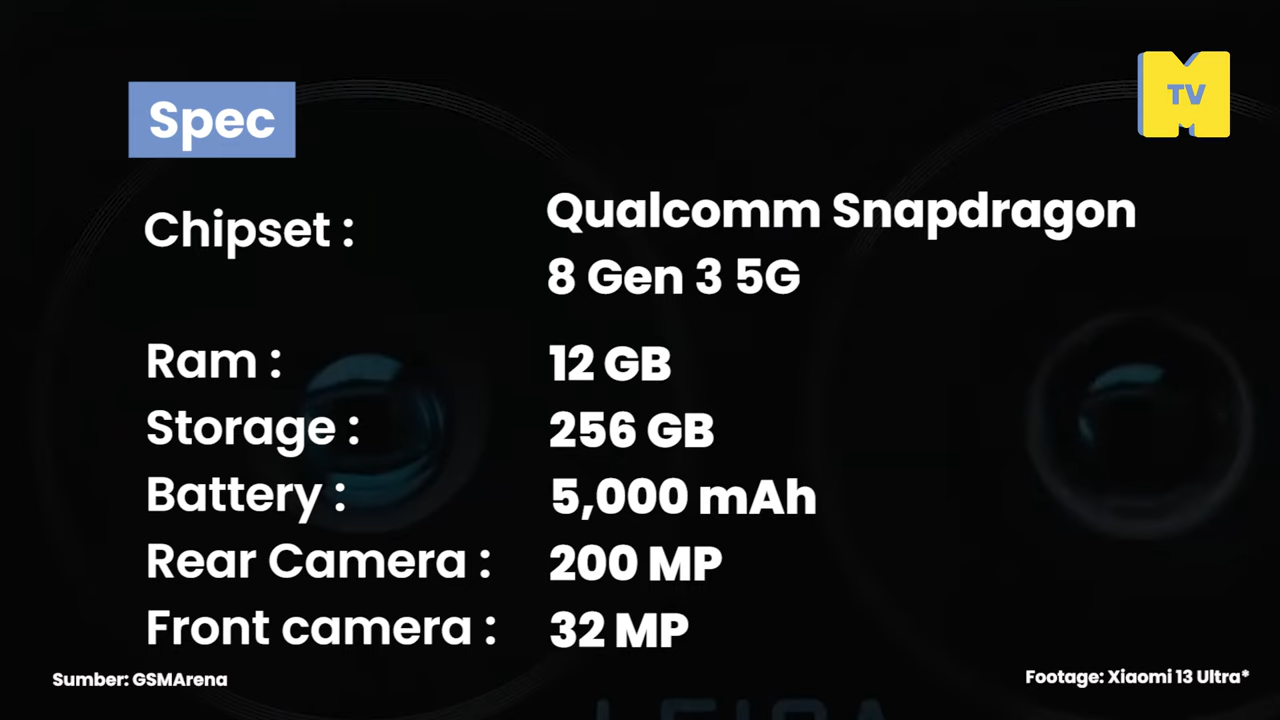 TV
Spec
Chipset : Qualcomm Snapdragon
8 Gen 3 5G
Ram : 12 GB
Storage : 256 GB
Battery : 5,000 mAh
Rear Camera : 200 MP
Front camera : 32 MP
Sumber: GSMArena
Footage: Xiaomi 13 Ultra*
LEICA